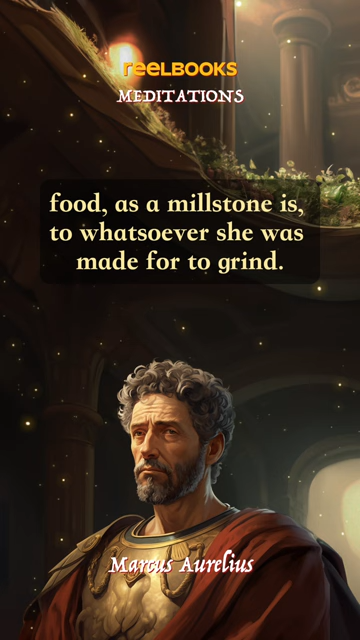 reelBOOKS
MEDITATIONS
food, as a millstone is,
to whatsoever she was
made for to grind.
Marcus Aurelius